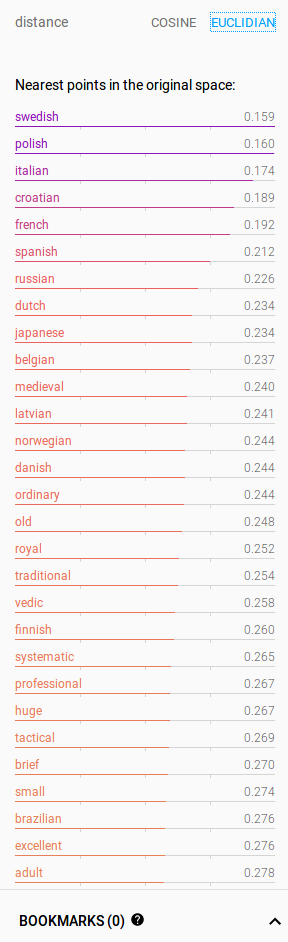 distance COSINE EUCLIDIAN
Nearest points in the original space:
swedish 0.159
polish 0.160
italian 0.174
croatian 0.189
french 0.192
spanish 0.212
russian 0.226
dutch 0.234
japanese 0.234
belgian 0.237
medieval 0.240
latvian 0.241
norwegian 0.244
danish 0.244
ordinary 0.244
old 0.248
royal 0.252
traditional 0.254
vedic 0.258
finnish 0.260
systematic 0.265
professional 0.267
huge 0.267
tactical 0.269
brief 0.270
small 0.274
brazilian 0.276
excellent 0.276
adult 0.278
BOOKMARKS (0) ?